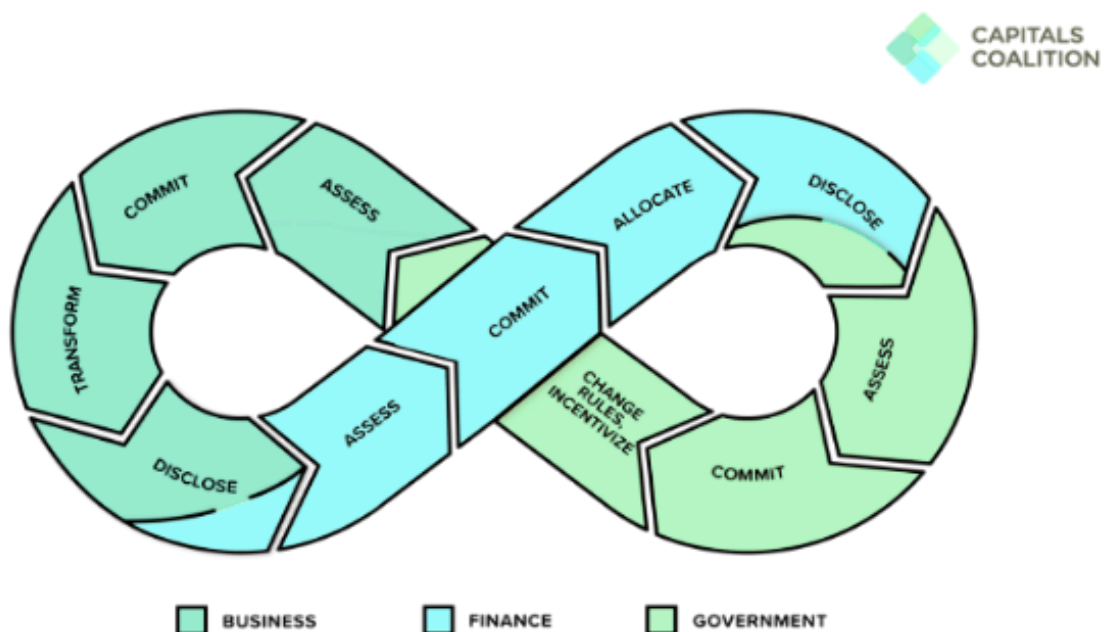 CAPITALS
COALITION
COMMIT
ASSESS
TRANSFORM
DISCLOSE
ASSESS
COMMIT
ALLOCATE
DISCLOSE
ASSESS
COMMIT
CHANGE
RULES,
INCENTIVIZE
BUSINESS
FINANCE
GOVERNMENT